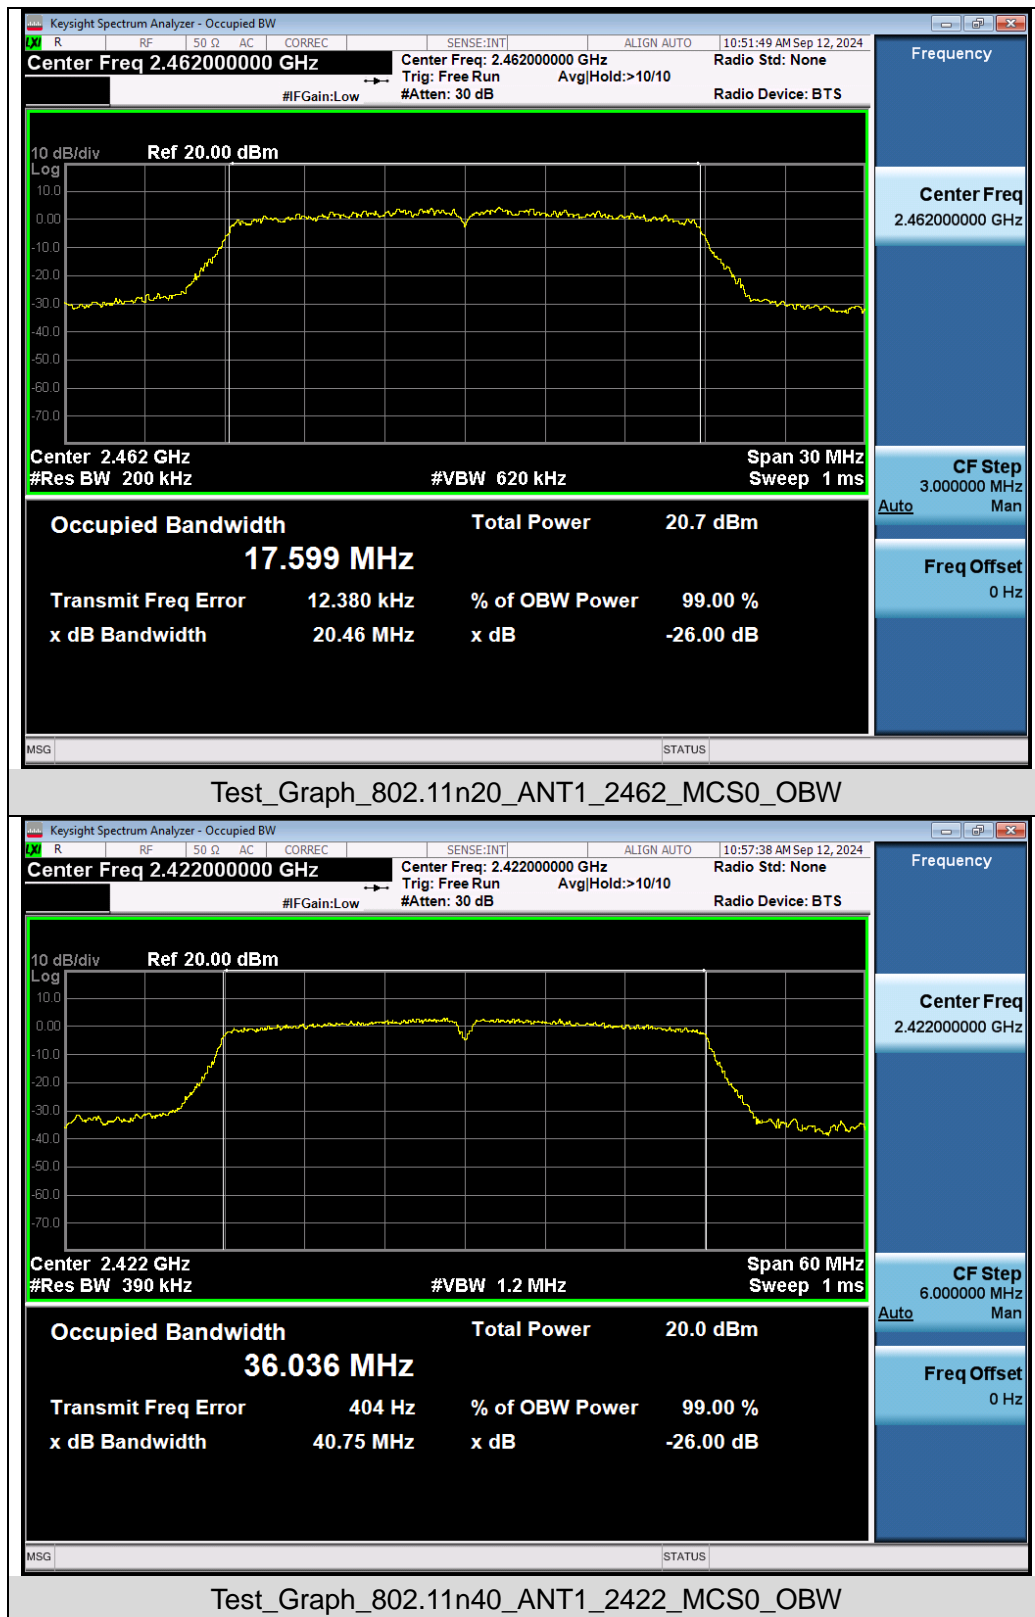 Keysight Spectrum Analyzer - Occupied BW
LXI R RF 50 Ω AC CORREC SENSE:INT ALIGN AUTO 10:51:49 AM Sep 12, 2024
Center Freq 2.462000000 GHz
Center Freq: 2.462000000 GHz Radio Std: None
Trig: Free Run Avg|Hold:>10/10
#IFGain:Low #Atten: 30 dB Radio Device: BTS
Frequency
10 dB/div Ref 20.00 dBm
Log
10.0
0.00
-10.0
-20.0
-30.0
-40.0
-50.0
-60.0
-70.0
Center 2.462 GHz Span 30 MHz
#Res BW 200 kHz #VBW 620 kHz Sweep 1 ms
Center Freq
2.462000000 GHz
CF Step
3.000000 MHz
Auto Man
Freq Offset
0 Hz
Occupied Bandwidth Total Power 20.7 dBm
17.599 MHz
Transmit Freq Error 12.380 kHz % of OBW Power 99.00 %
x dB Bandwidth 20.46 MHz x dB -26.00 dB
MSG STATUS
Test_Graph_802.11n20_ANT1_2462_MCS0_OBW
Keysight Spectrum Analyzer - Occupied BW
LXI R RF 50 Ω AC CORREC SENSE:INT ALIGN AUTO 10:57:38 AM Sep 12, 2024
Center Freq 2.422000000 GHz
Center Freq: 2.422000000 GHz Radio Std: None
Trig: Free Run Avg|Hold:>10/10
#IFGain:Low #Atten: 30 dB Radio Device: BTS
Frequency
10 dB/div Ref 20.00 dBm
Log
10.0
0.00
-10.0
-20.0
-30.0
-40.0
-50.0
-60.0
-70.0
Center 2.422 GHz Span 60 MHz
#Res BW 390 kHz #VBW 1.2 MHz Sweep 1 ms
Center Freq
2.422000000 GHz
CF Step
6.000000 MHz
Auto Man
Freq Offset
0 Hz
Occupied Bandwidth Total Power 20.0 dBm
36.036 MHz
Transmit Freq Error 404 Hz % of OBW Power 99.00 %
x dB Bandwidth 40.75 MHz x dB -26.00 dB
MSG STATUS
Test_Graph_802.11n40_ANT1_2422_MCS0_OBW